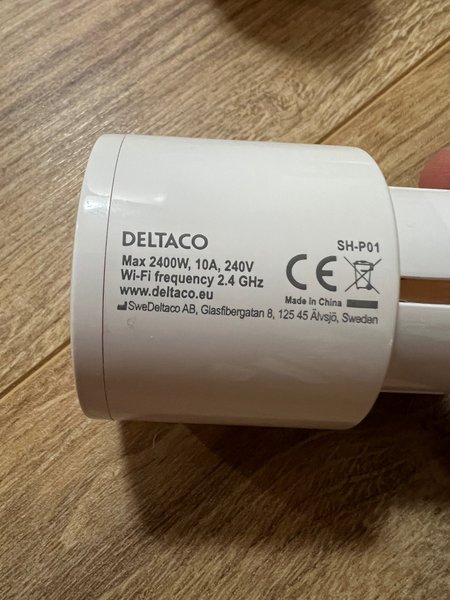 DELTACO
SH-P01
Max 2400W, 10A, 240V
Wi-Fi frequency 2.4 GHz
CE
www.deltaco.eu
Made In China
SweDeltaco AB, Glasfibergatan 8, 125 45 Älvsjö, Sweden